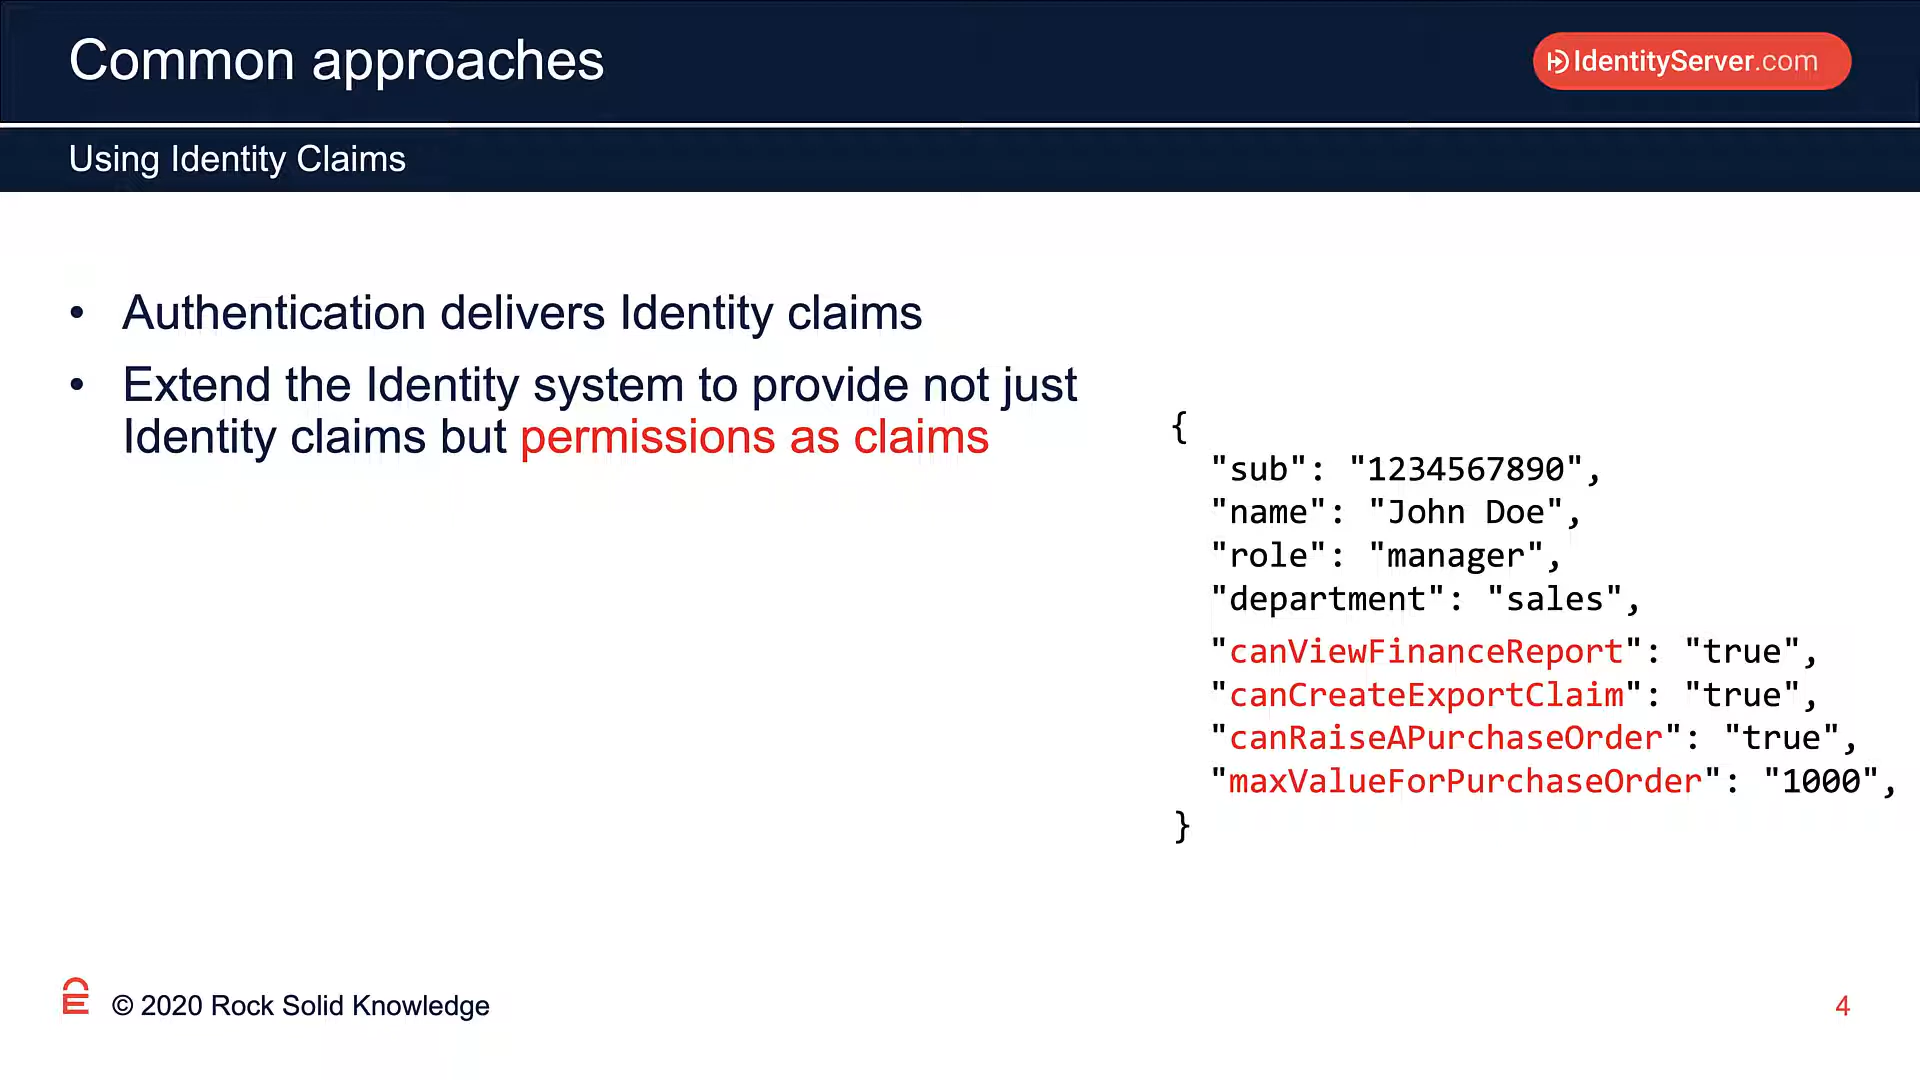 Common approaches
IdentityServer.com
Using Identity Claims
• Authentication delivers Identity claims
• Extend the Identity system to provide not just
Identity claims but permissions as claims
{
"sub": "1234567890",
"name": "John Doe",
"role": "manager",
"department": "sales",
"canViewFinanceReport": "true",
"canCreateExportClaim": "true",
"canRaiseAPurchaseOrder": "true",
"maxValueForPurchaseOrder": "1000",
}
© 2020 Rock Solid Knowledge
4